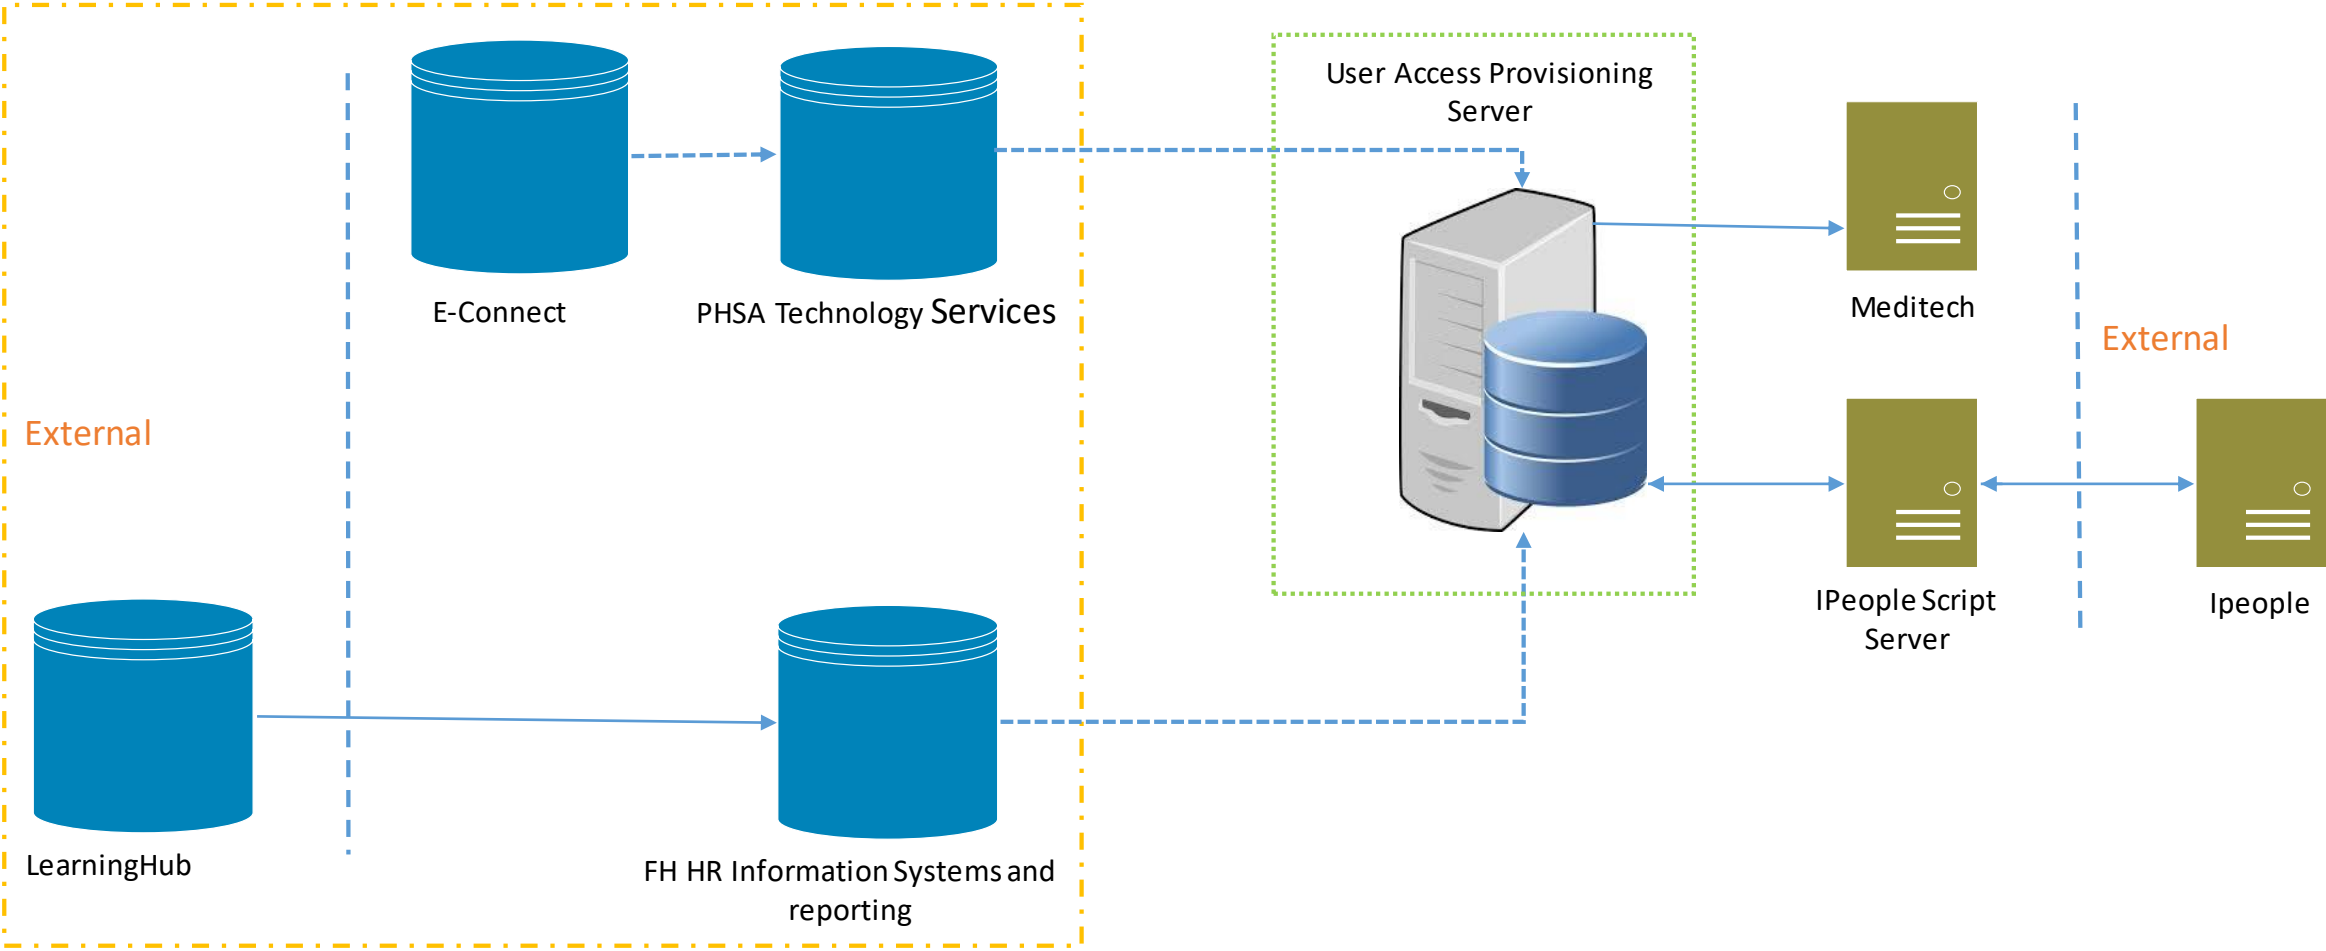 User Access Provisioning
Server
E-Connect
PHSA Technology Services
Meditech
External
External
IPeople Script
Server
Ipeople
LearningHub
FH HR Information Systems and
reporting